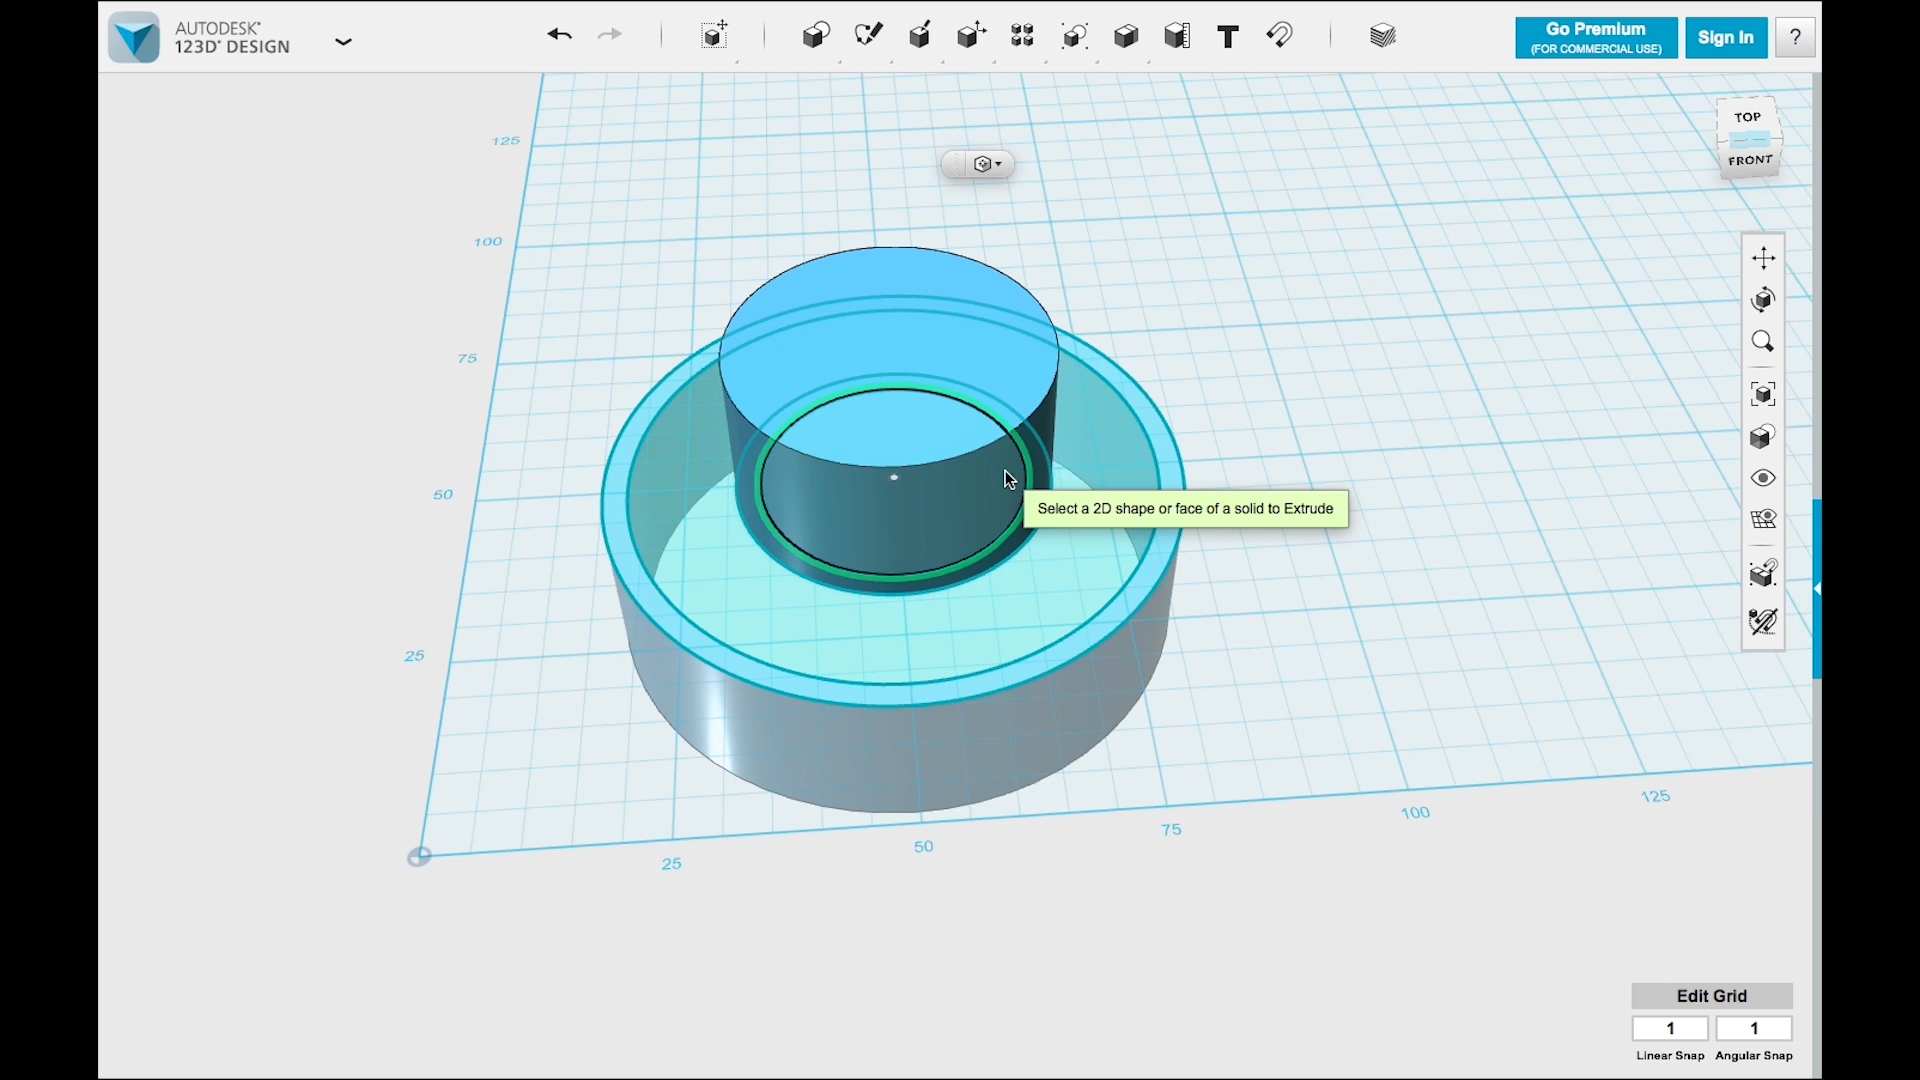 AUTODESK®
123D® DESIGN
Go Premium
(FOR COMMERCIAL USE)
Sign In
?
T
TOP
FRONT
125
100
75
50
25
25
50
75
100
125
Select a 2D shape or face of a solid to Extrude
Edit Grid
1
1
Linear Snap
Angular Snap